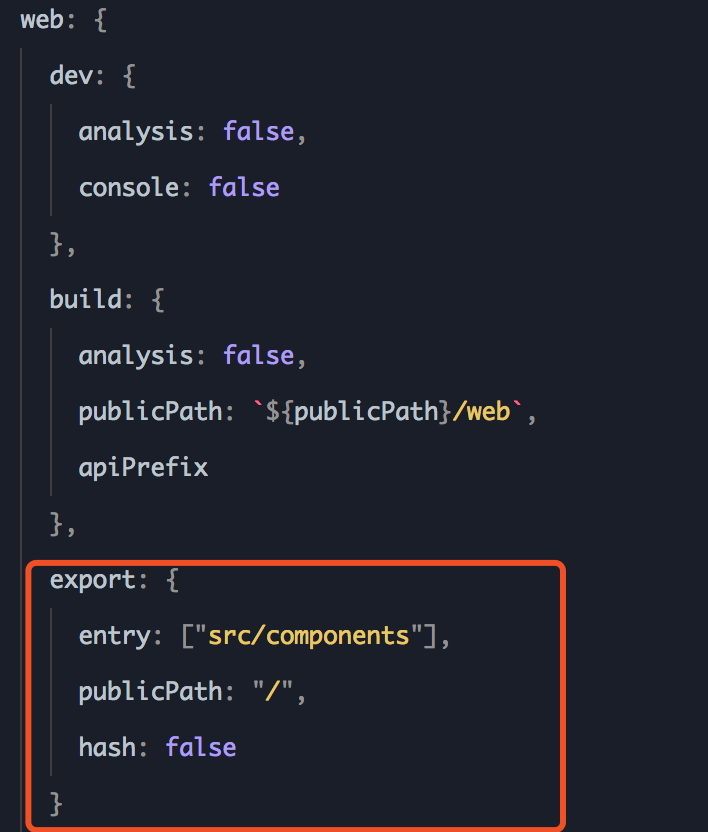 web: {
dev: {
analysis: false,
console: false
},
build: {
analysis: false,
publicPath: `${publicPath}/web`,
apiPrefix
},
export: {
entry: ["src/components"],
publicPath: "/",
hash: false
}